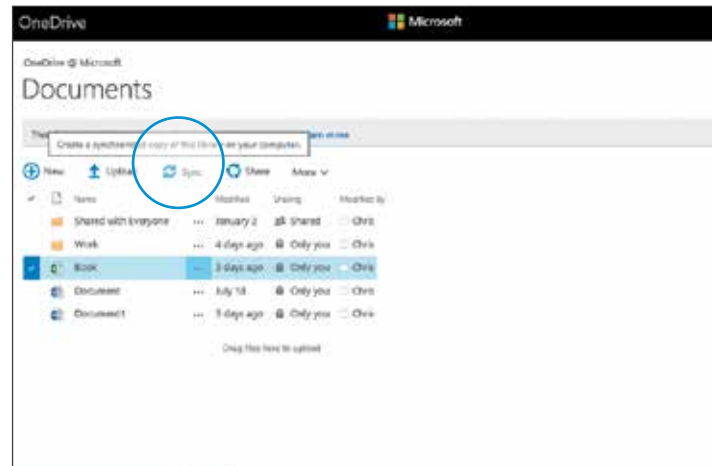 OneDrive Microsoft
OneDrive @ Microsoft
Documents
Create a synchronized copy of this library on your computer.
New Upload Sync Share More
Name Modified Sharing Modified By
Shared with Everyone ... January 2 Shared Chris
Work ... 4 days ago Only you Chris
Book ... 3 days ago Only you Chris
Document ... July 18 Only you Chris
Document1 ... 3 days ago Only you Chris
Drag files here to upload